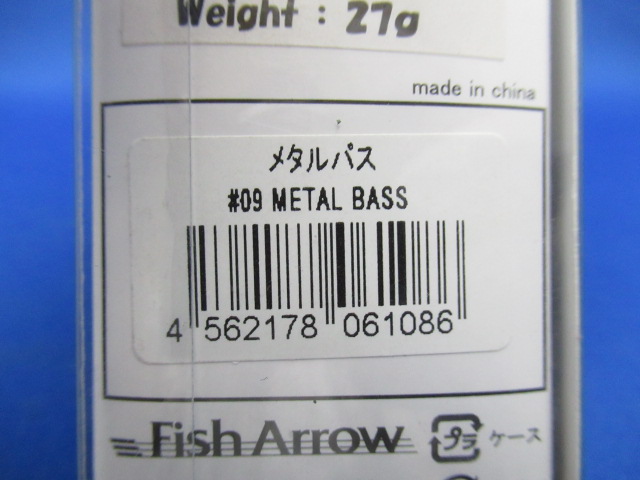 Weight : 27g
made in china
メタルバス
#09 METAL BASS
4 562178 061086
Fish Arrow
プラ ケース